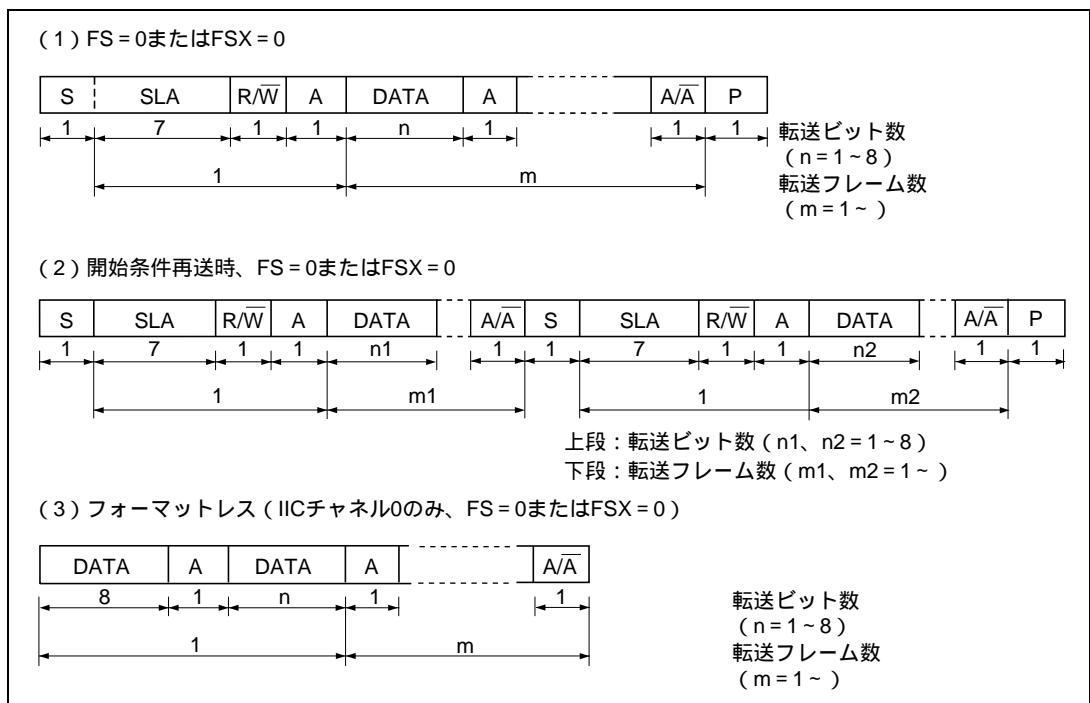 (1) FS = 0またはFSX = 0
S SLA R/W̅ A DATA A A/A̅ P
1 7 1 1 n 1 1 1
1 m
転送ビット数
(n = 1 ~ 8)
転送フレーム数
(m = 1 ~ )
(2) 開始条件再送時、FS = 0またはFSX = 0
S SLA R/W̅ A DATA A/A̅ S SLA R/W̅ A DATA A/A̅ P
1 7 1 1 n1 1 1 7 1 1 n2 1 1
1 m1 1 m2
上段:転送ビット数(n1、n2 = 1 ~ 8)
下段:転送フレーム数(m1、m2 = 1 ~ )
(3) フォーマットレス(IICチャネル0のみ、FS = 0またはFSX = 0)
DATA A DATA A A/A̅
8 1 n 1 1
1 m
転送ビット数
(n = 1 ~ 8)
転送フレーム数
(m = 1 ~ )